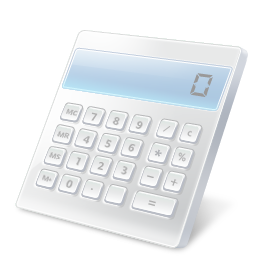 0
MC 7 8 9 / c
MR 4 5 6 * %
MS 1 2 3 − +
M+ 0 . =